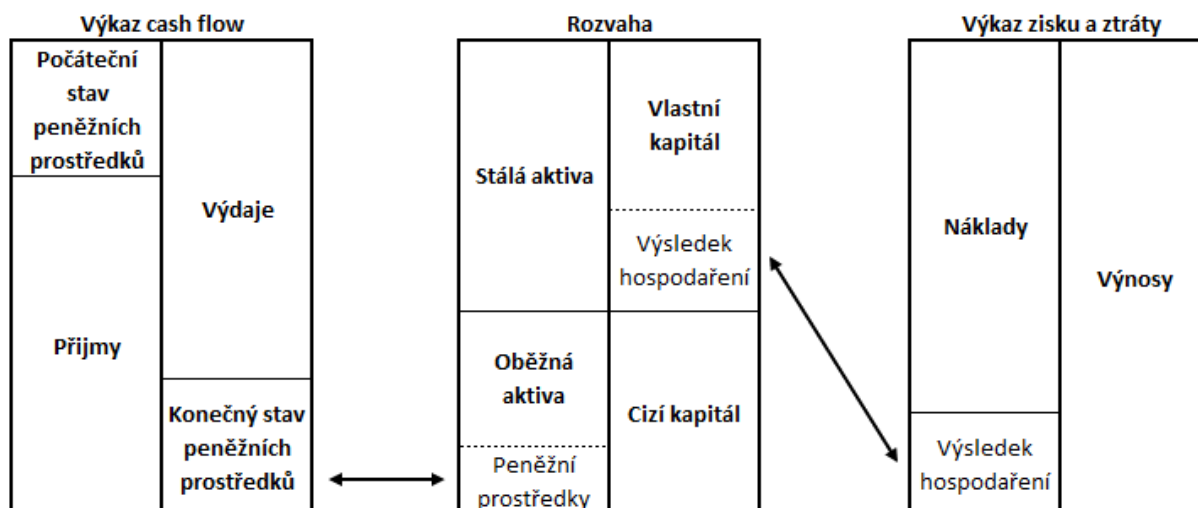 Výkaz cash flow
Počáteční
stav
peněžních
prostředků
Výdaje
Přijmy
Konečný stav
peněžních
prostředků
Rozvaha
Stálá aktiva
Vlastní
kapitál
Výsledek
hospodaření
Oběžná
aktiva
Cizí kapitál
Peněžní
prostředky
Výkaz zisku a ztráty
Náklady
Výnosy
Výsledek
hospodaření